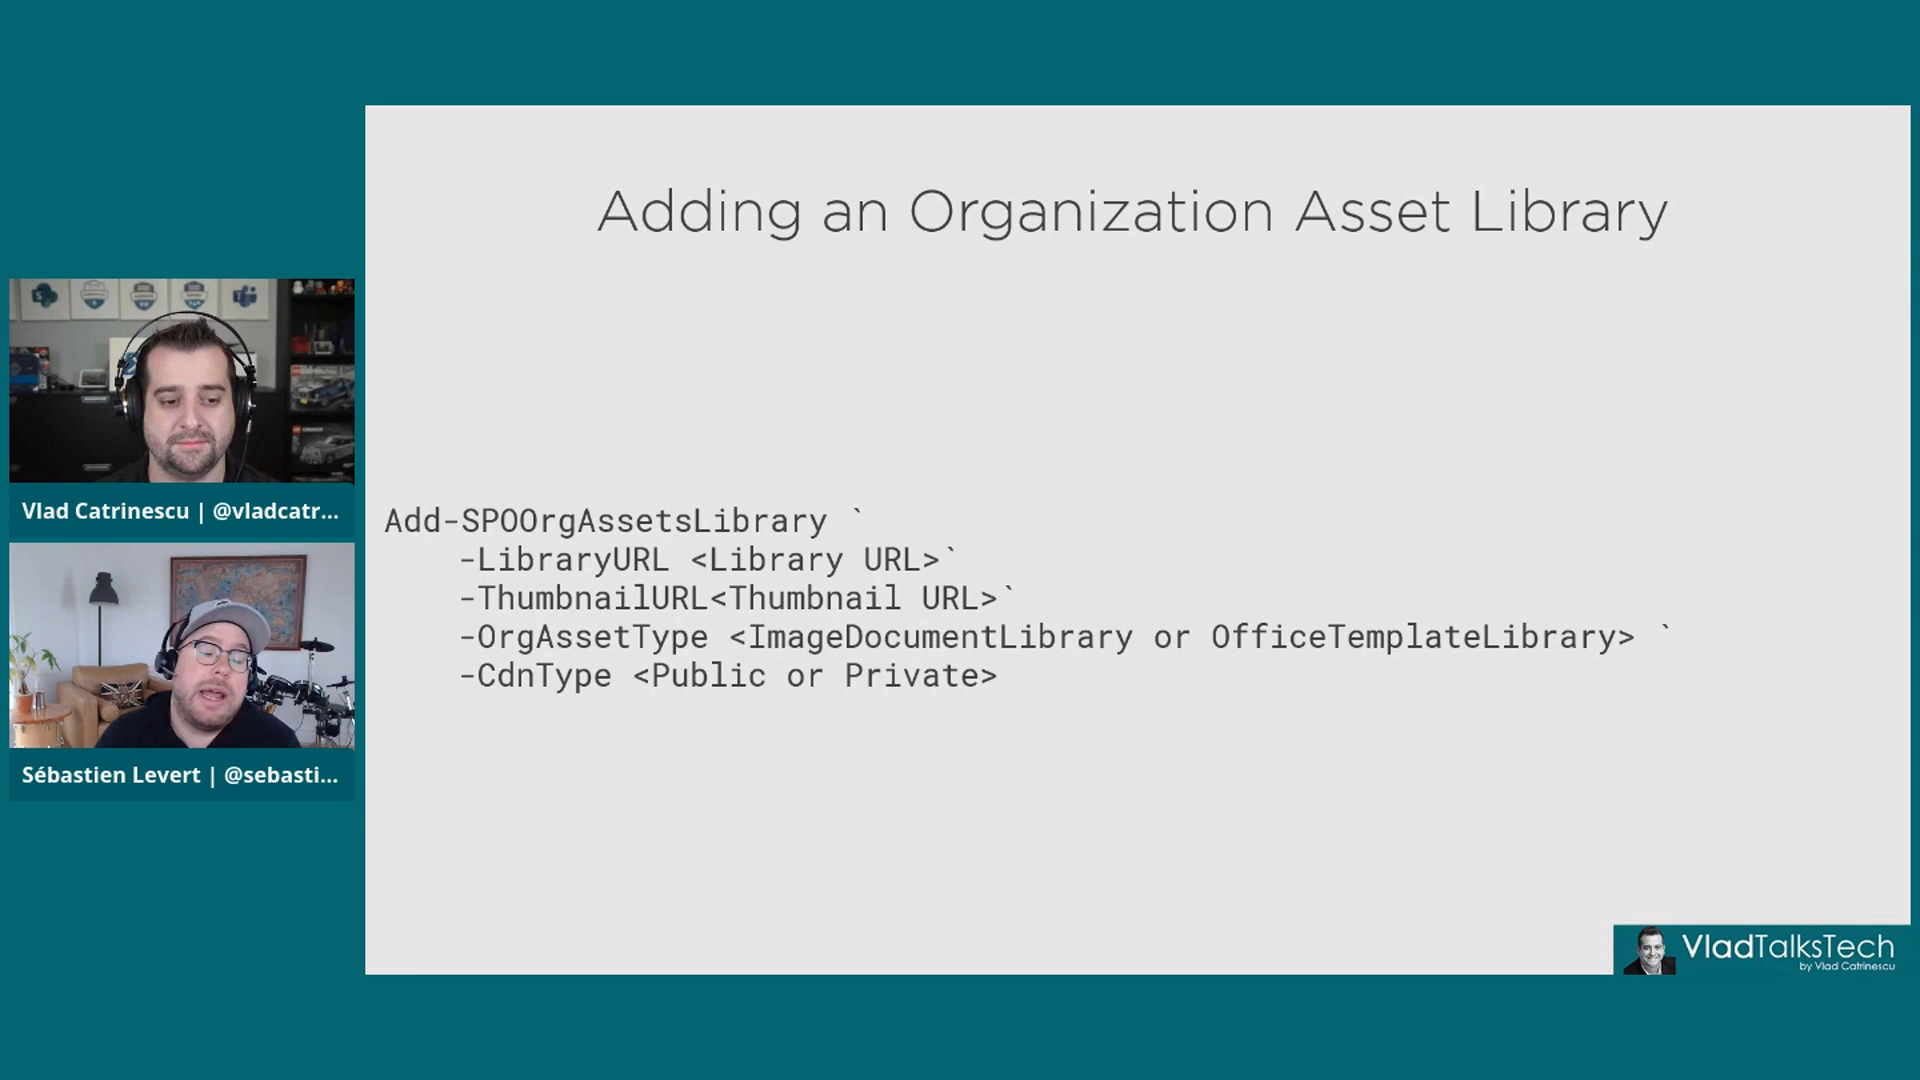 Adding an Organization Asset Library
Vlad Catrinescu | @vladcatr...
Sébastien Levert | @sebasti...
Add-SPOOrgAssetsLibrary `
-LibraryURL <Library URL>`
-ThumbnailURL<Thumbnail URL>`
-OrgAssetType <ImageDocumentLibrary or OfficeTemplateLibrary> `
-CdnType <Public or Private>
VladTalksTech
by Vlad Catrinescu